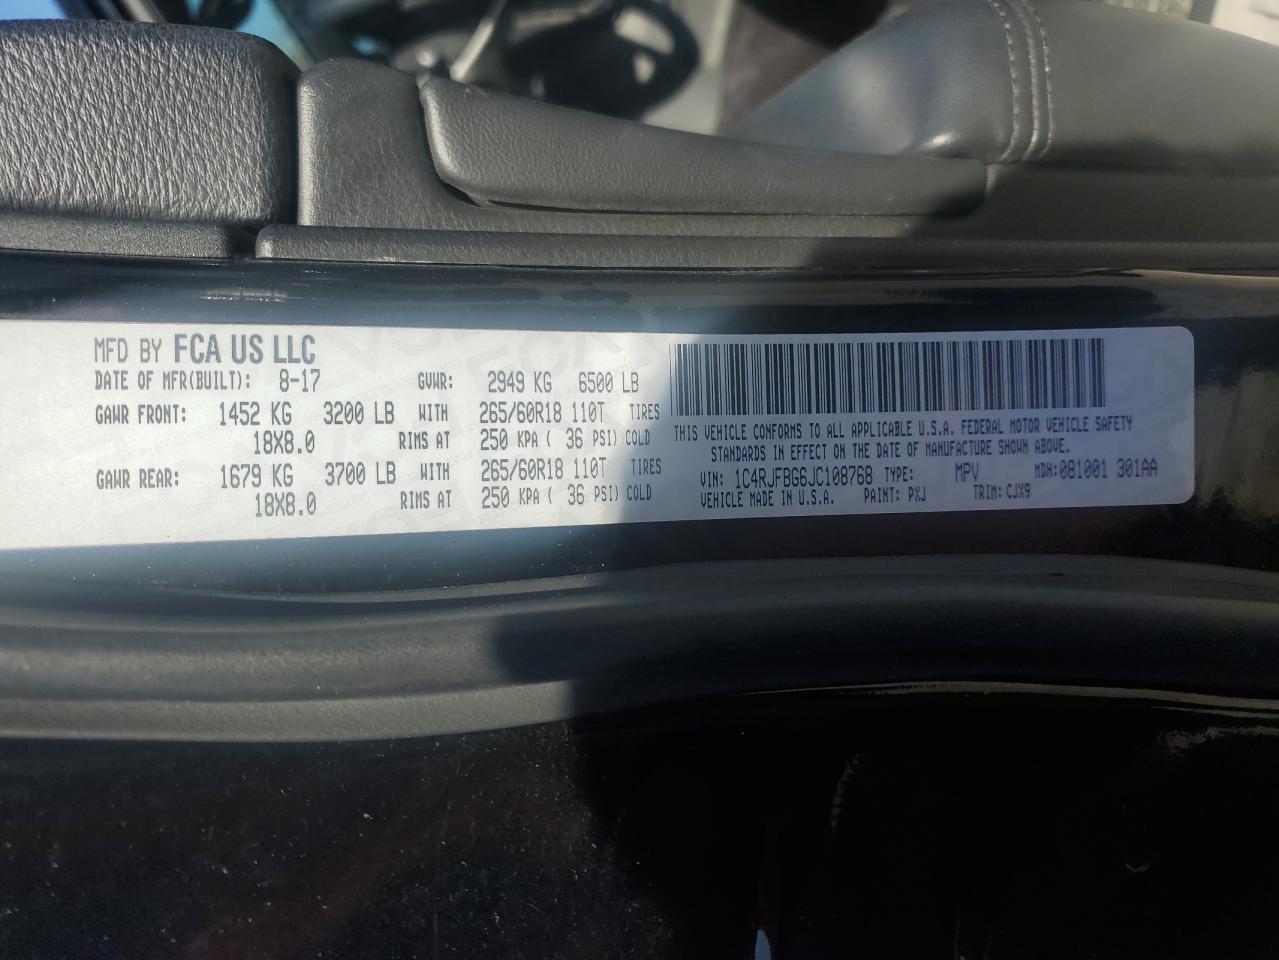 MFD BY FCA US LLC
DATE OF MFR(BUILT): 8-17 GVWR: 2949 KG 6500 LB
GAWR FRONT: 1452 KG 3200 LB WITH 265/60R18 110T TIRES
18X8.0 RIMS AT 250 KPA ( 36 PSI) COLD
GAWR REAR: 1679 KG 3700 LB WITH 265/60R18 110T TIRES
18X8.0 RIMS AT 250 KPA ( 36 PSI) COLD
THIS VEHICLE CONFORMS TO ALL APPLICABLE U.S.A. FEDERAL MOTOR VEHICLE SAFETY
STANDARDS IN EFFECT ON THE DATE OF MANUFACTURE SHOWN ABOVE.
VIN: 1C4RJFBG6JC108768 TYPE: MPV MDH:081001 301AA
VEHICLE MADE IN U.S.A. PAINT: PXJ TRIM: CJX9